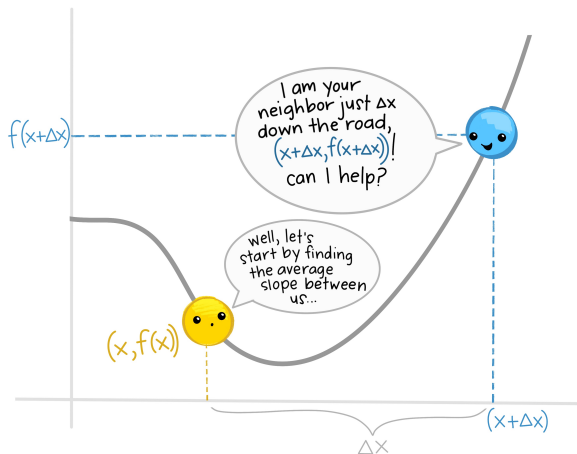 I am your
neighbor just Δx
down the road,
(x+Δx,f(x+Δx))!
can I help?
f(x+Δx)
well, let's
start by finding
the average
slope between
us...
(x,f(x))
(x+Δx)
Δx